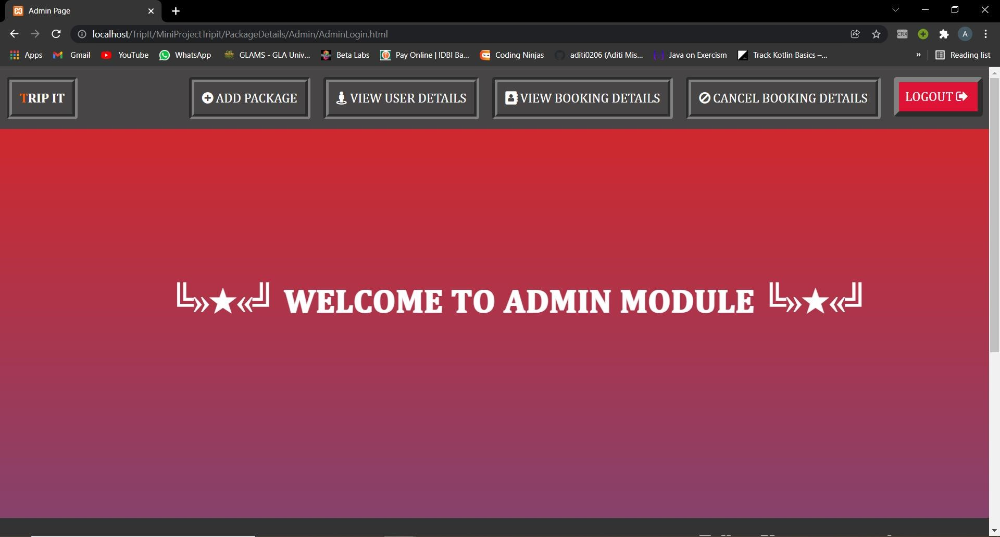 Admin Page
localhost/TripIt/MiniProjectTripit/PackageDetails/Admin/AdminLogin.html
CRX
A
Apps Gmail YouTube WhatsApp GLAMS - GLA Univ... Beta Labs Pay Online | IDBI Ba... Coding Ninjas aditi0206 (Aditi Mis... Java on Exercism Track Kotlin Basics –... » Reading list
TRIP IT ADD PACKAGE VIEW USER DETAILS VIEW BOOKING DETAILS CANCEL BOOKING DETAILS LOGOUT
╚»★«╝ WELCOME TO ADMIN MODULE ╚»★«╝